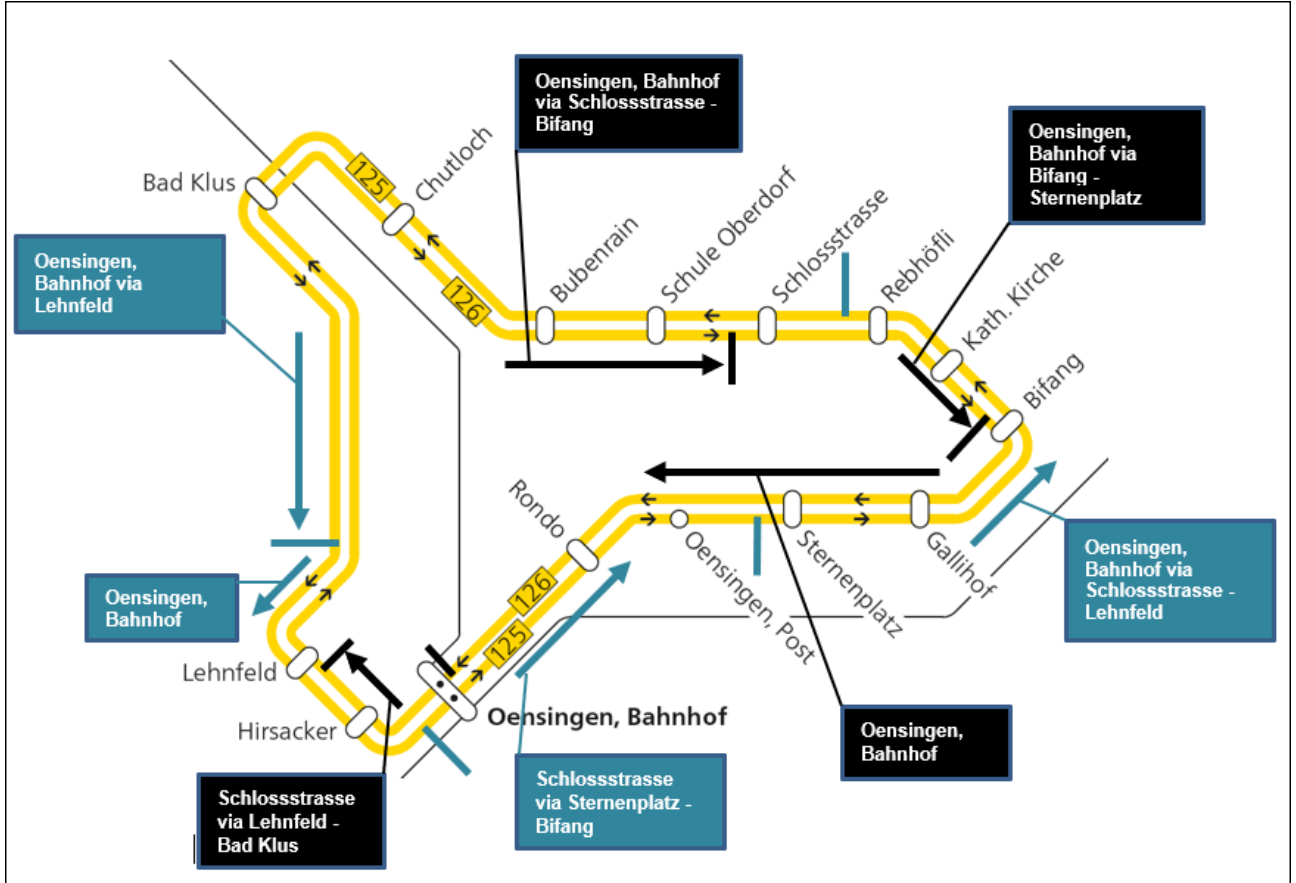 Oensingen, Bahnhof
via Schlossstrasse -
Bifang
Oensingen,
Bahnhof via
Bifang -
Sternenplatz
Bad Klus
125
Chutloch
126
Bubenrain
Schule Oberdorf
Schlossstrasse
Rebhöfli
Kath. Kirche
Bifang
Oensingen,
Bahnhof via
Lehnfeld
Rondo
Oensingen, Post
Sternenplatz
Gallihof
Oensingen,
Bahnhof via
Schlossstrasse -
Lehnfeld
Oensingen,
Bahnhof
126
125
Lehnfeld
Hirsacker
Oensingen, Bahnhof
Oensingen,
Bahnhof
Schlossstrasse
via Lehnfeld -
Bad Klus
Schlossstrasse
via Sternenplatz -
Bifang